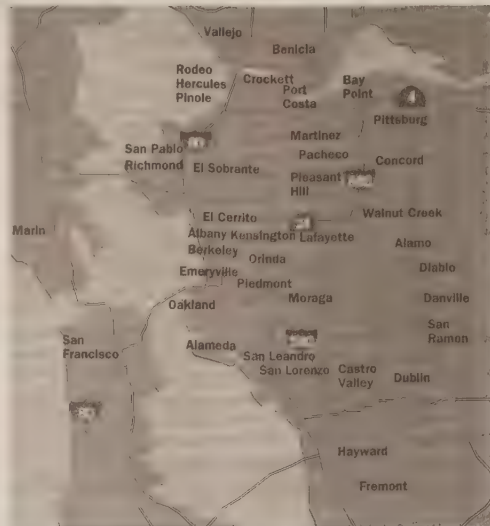 Vallejo
Benicia
Rodeo
Hercules
Pinole
Crockett
Port
Costa
Bay
Point
Pittsburg
Martinez
San Pablo
Richmond
El Sobrante
Pacheco
Concord
Pleasant
Hill
El Cerrito
Walnut Creek
Marin
Albany
Kensington
Lafayette
Berkeley
Alamo
Orinda
Emeryville
Diablo
Piedmont
Oakland
Moraga
Danville
San
Francisco
San
Ramon
Alameda
San Leandro
San Lorenzo
Castro
Valley
Dublin
Hayward
Fremont